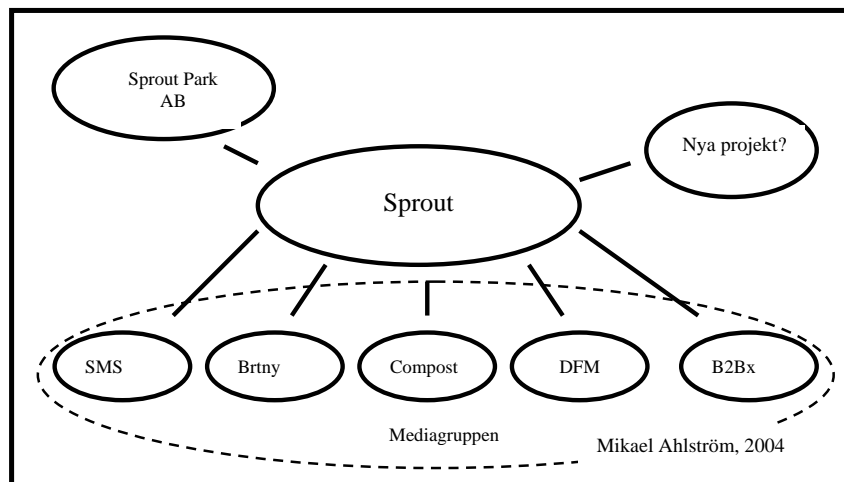 Sprout Park
AB
Nya projekt?
Sprout
SMS
Brtny
Compost
DFM
B2Bx
Mediagruppen
Mikael Ahlström, 2004